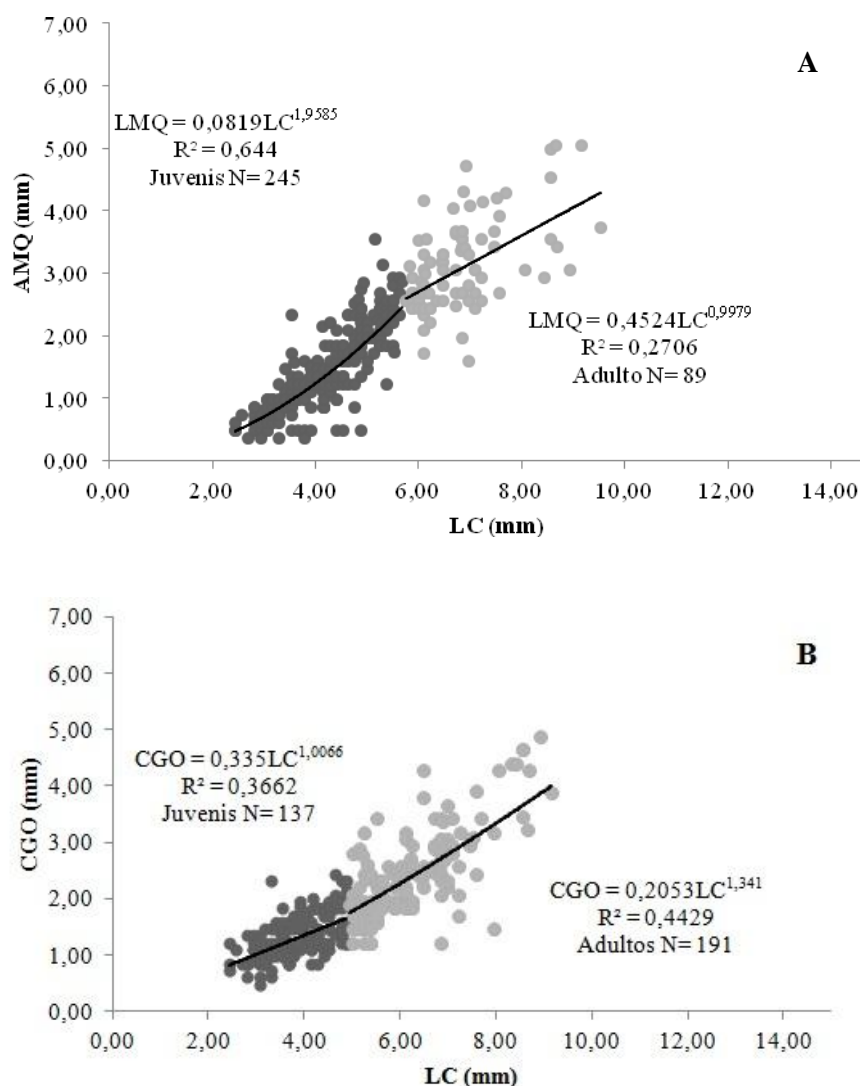 7,00
A
6,00
LMQ = 0,0819LC^1,9585
R² = 0,644
Juvenis N= 245
5,00
4,00
AMQ (mm)
3,00
LMQ = 0,4524LC^0,9979
R² = 0,2706
Adulto N= 89
2,00
1,00
0,00
0,00 2,00 4,00 6,00 8,00 10,00 12,00 14,00
LC (mm)
7,00
B
6,00
5,00
CGO = 0,335LC^1,0066
R² = 0,3662
Juvenis N= 137
4,00
CGO (mm)
3,00
CGO = 0,2053LC^1,341
R² = 0,4429
Adultos N= 191
2,00
1,00
0,00
0,00 2,00 4,00 6,00 8,00 10,00 12,00 14,00
LC (mm)